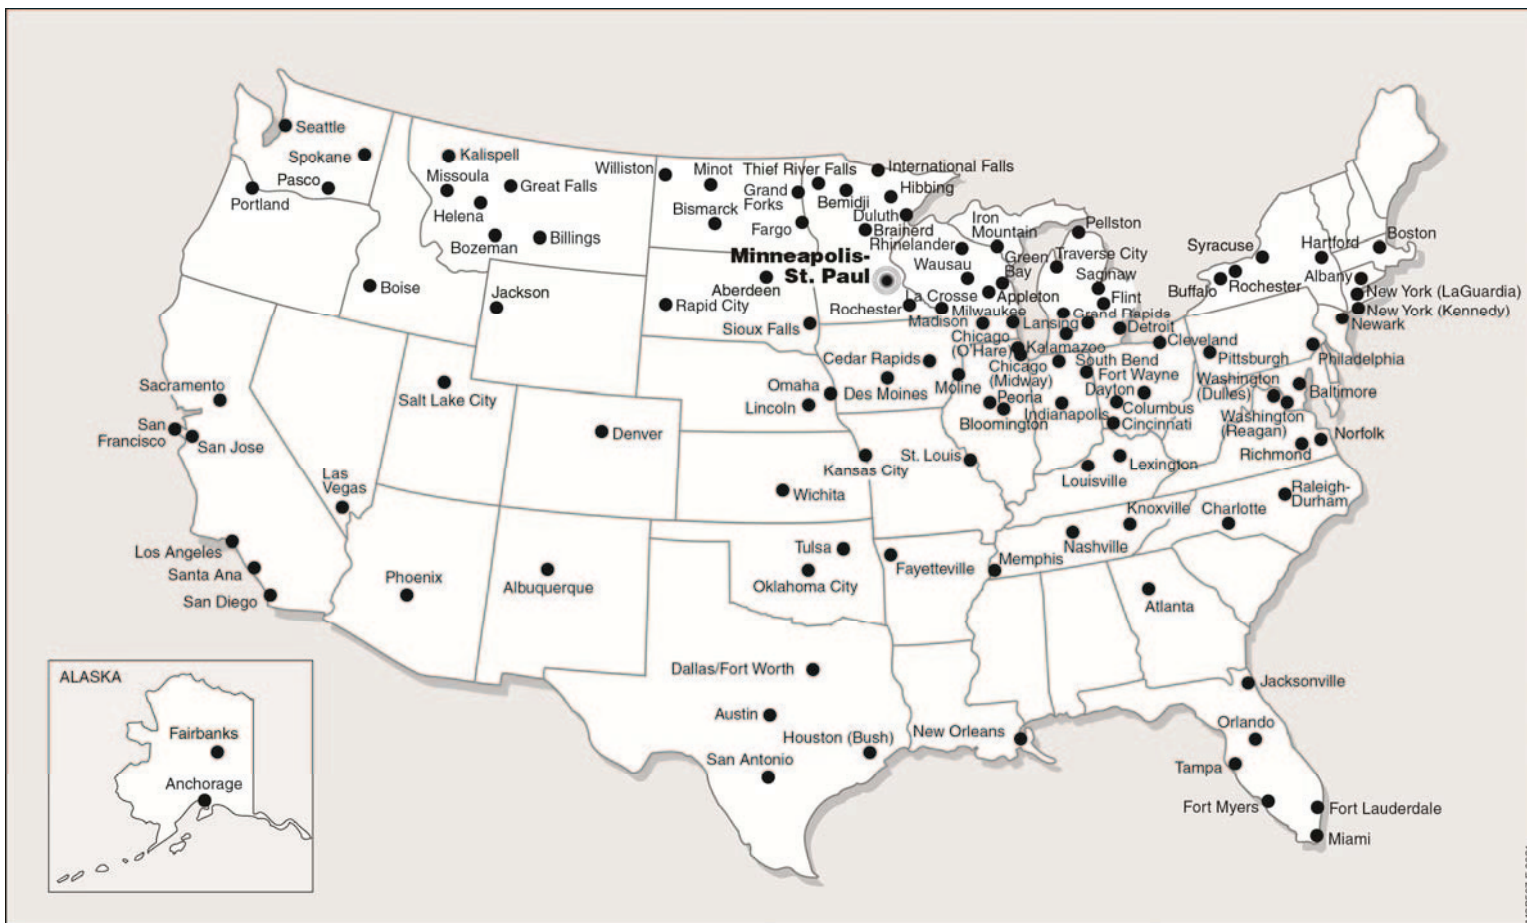 Seattle
Spokane
Pasco
Portland
Kalispell
Missoula
Great Falls
Helena
Bozeman
Billings
Boise
Jackson
Williston
Minot
Bismarck
Thief River Falls
Grand
Forks
Fargo
Bemidji
International Falls
Hibbing
Duluth
Brainerd
Minneapolis-
St. Paul
Aberdeen
Rapid City
Sioux Falls
Rochester
Rhinelander
Iron
Mountain
Wausau
Green
Bay
Appleton
La Crosse
Milwaukee
Madison
Pellston
Traverse City
Saginaw
Flint
Grand Rapids
Lansing
Detroit
Kalamazoo
Chicago
(O'Hare)
Chicago
(Midway)
South Bend
Fort Wayne
Cleveland
Dayton
Columbus
Cincinnati
Indianapolis
Peoria
Bloomington
Moline
Cedar Rapids
Des Moines
Omaha
Lincoln
Syracuse
Buffalo
Rochester
Hartford
Albany
Boston
New York (LaGuardia)
New York (Kennedy)
Newark
Philadelphia
Pittsburgh
Washington
(Dulles)
Baltimore
Washington
(Reagan)
Norfolk
Richmond
Sacramento
San
Francisco
San Jose
Las
Vegas
Los Angeles
Santa Ana
San Diego
Salt Lake City
Denver
Phoenix
Albuquerque
Kansas City
Wichita
St. Louis
Louisville
Lexington
Knoxville
Nashville
Memphis
Charlotte
Raleigh-
Durham
Tulsa
Oklahoma City
Fayetteville
Atlanta
Dallas/Fort Worth
Austin
Houston (Bush)
San Antonio
New Orleans
Jacksonville
Orlando
Tampa
Fort Myers
Fort Lauderdale
Miami
ALASKA
Fairbanks
Anchorage